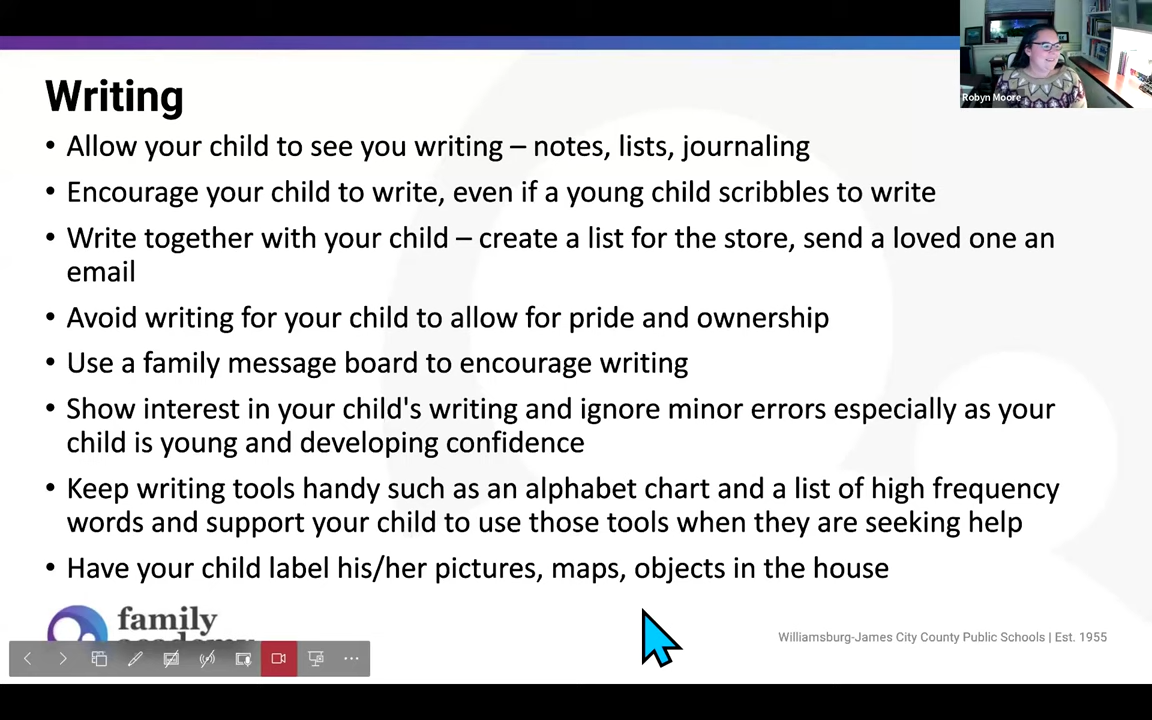 Robyn Moore
Writing
• Allow your child to see you writing – notes, lists, journaling
• Encourage your child to write, even if a young child scribbles to write
• Write together with your child – create a list for the store, send a loved one an
email
• Avoid writing for your child to allow for pride and ownership
• Use a family message board to encourage writing
• Show interest in your child's writing and ignore minor errors especially as your
child is young and developing confidence
• Keep writing tools handy such as an alphabet chart and a list of high frequency
words and support your child to use those tools when they are seeking help
• Have your child label his/her pictures, maps, objects in the house
family
academy
Williamsburg-James City County Public Schools | Est. 1955